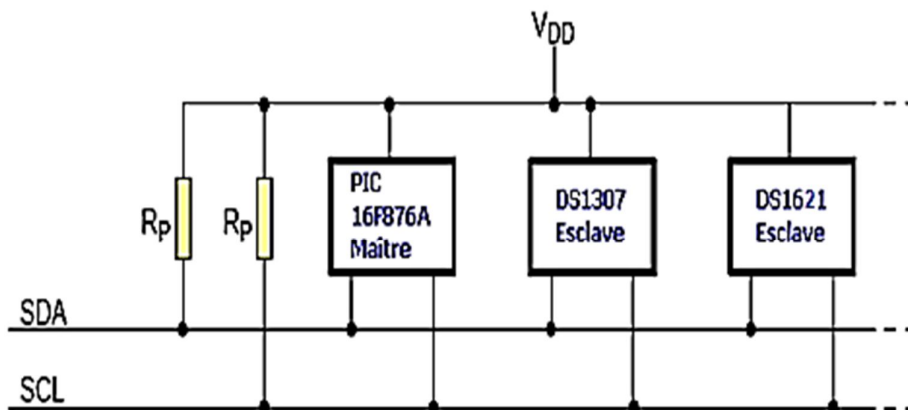 VDD
RP
RP
PIC
16F876A
Maître
DS1307
Esclave
DS1621
Esclave
SDA
SCL